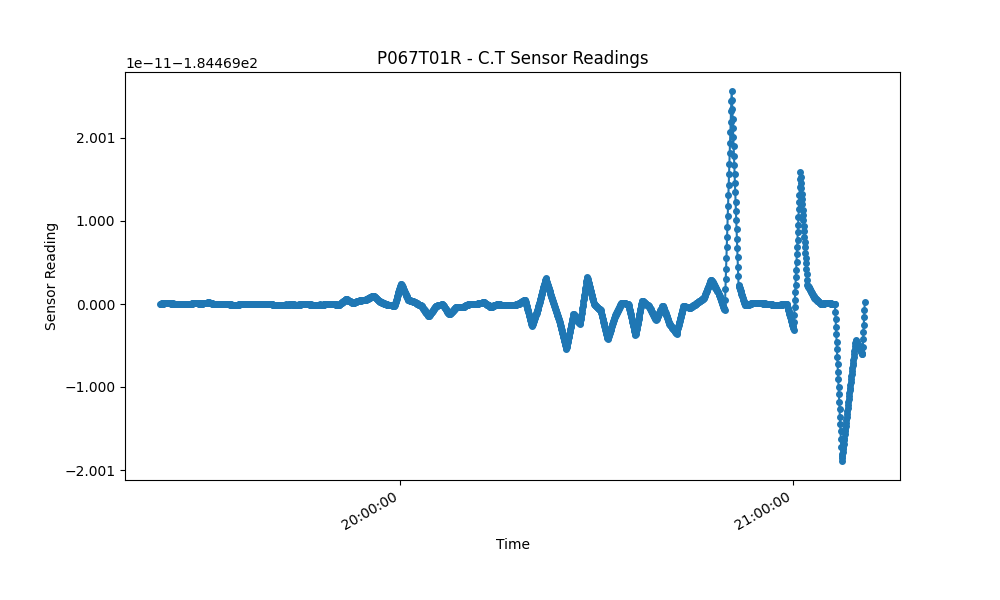 P067T01R - C.T Sensor Readings
1e−11−1.84469e2
2.001
1.000
0.000
−1.000
−2.001
Sensor Reading
20:00:00
21:00:00
Time